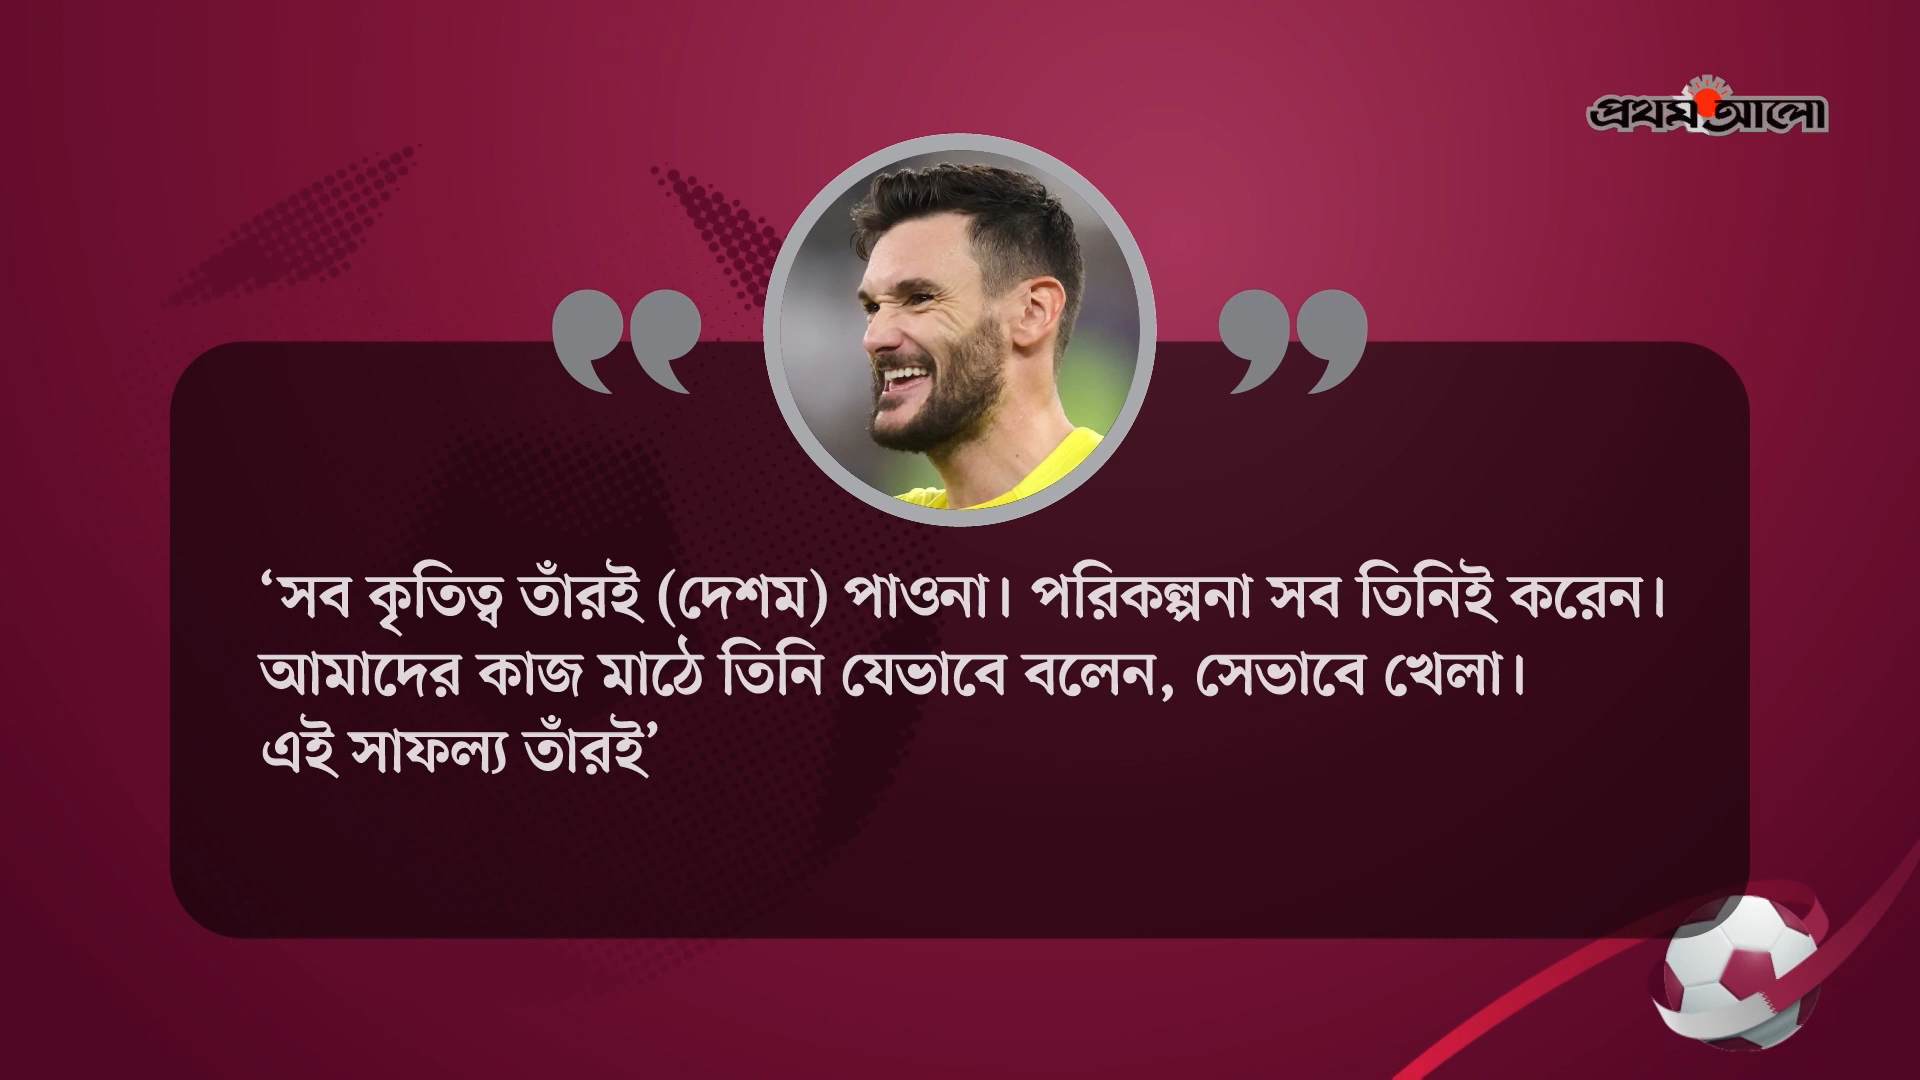 প্রথম আলো
‘সব কৃতিত্ব তাঁরই (দেশম) পাওনা। পরিকল্পনা সব তিনিই করেন।
আমাদের কাজ মাঠে তিনি যেভাবে বলেন, সেভাবে খেলা।
এই সাফল্য তাঁরই’